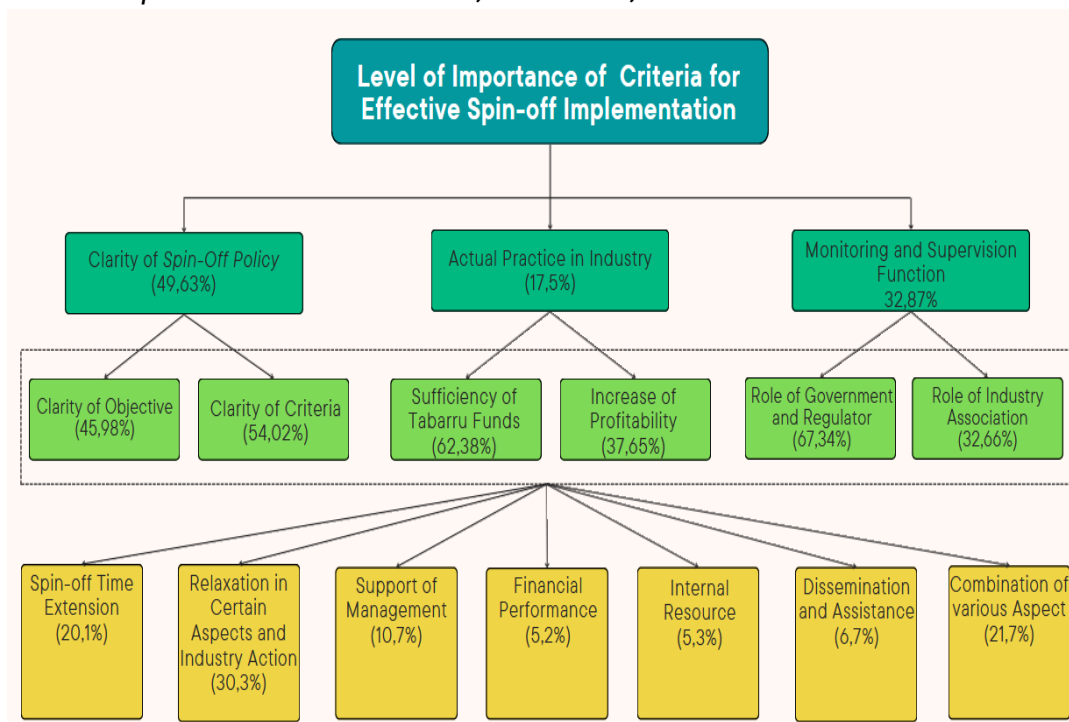 Level of Importance of Criteria for
Effective Spin-off Implementation
Clarity of Spin-Off Policy
(49,63%)
Actual Practice in Industry
(17,5%)
Monitoring and Supervision
Function
32,87%
Clarity of Objective
(45,98%)
Clarity of Criteria
(54,02%)
Sufficiency of
Tabarru Funds
(62,38%)
Increase of
Profitability
(37,65%)
Role of Government
and Regulator
(67,34%)
Role of Industry
Association
(32,66%)
Spin-off Time
Extension
(20,1%)
Relaxation in
Certain
Aspects and
Industry Action
(30,3%)
Support of
Management
(10,7%)
Financial
Performance
(5,2%)
Internal
Resource
(5,3%)
Dissemination
and Assistance
(6,7%)
Combination of
various Aspect
(21,7%)